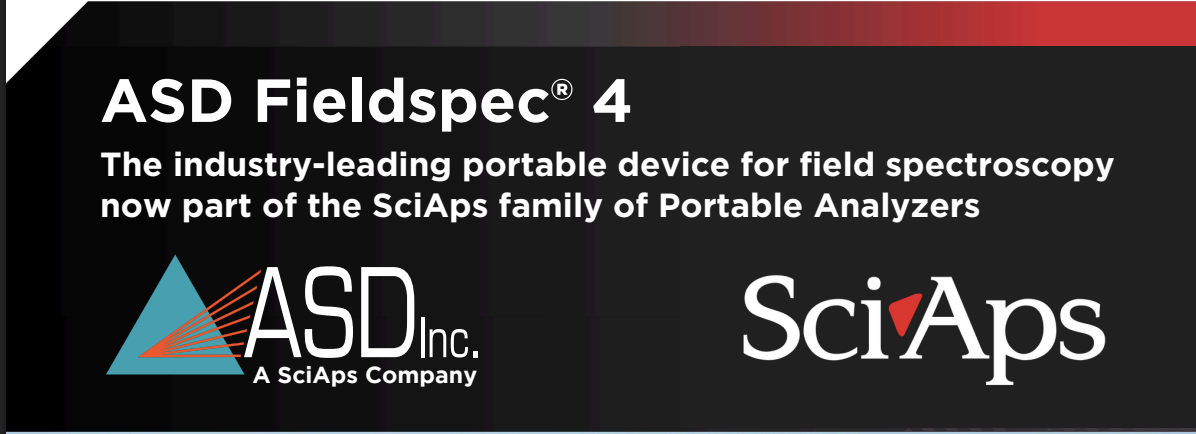 ASD Fieldspec® 4
The industry-leading portable device for field spectroscopy
now part of the SciAps family of Portable Analyzers
ASD Inc.
A SciAps Company
SciAps